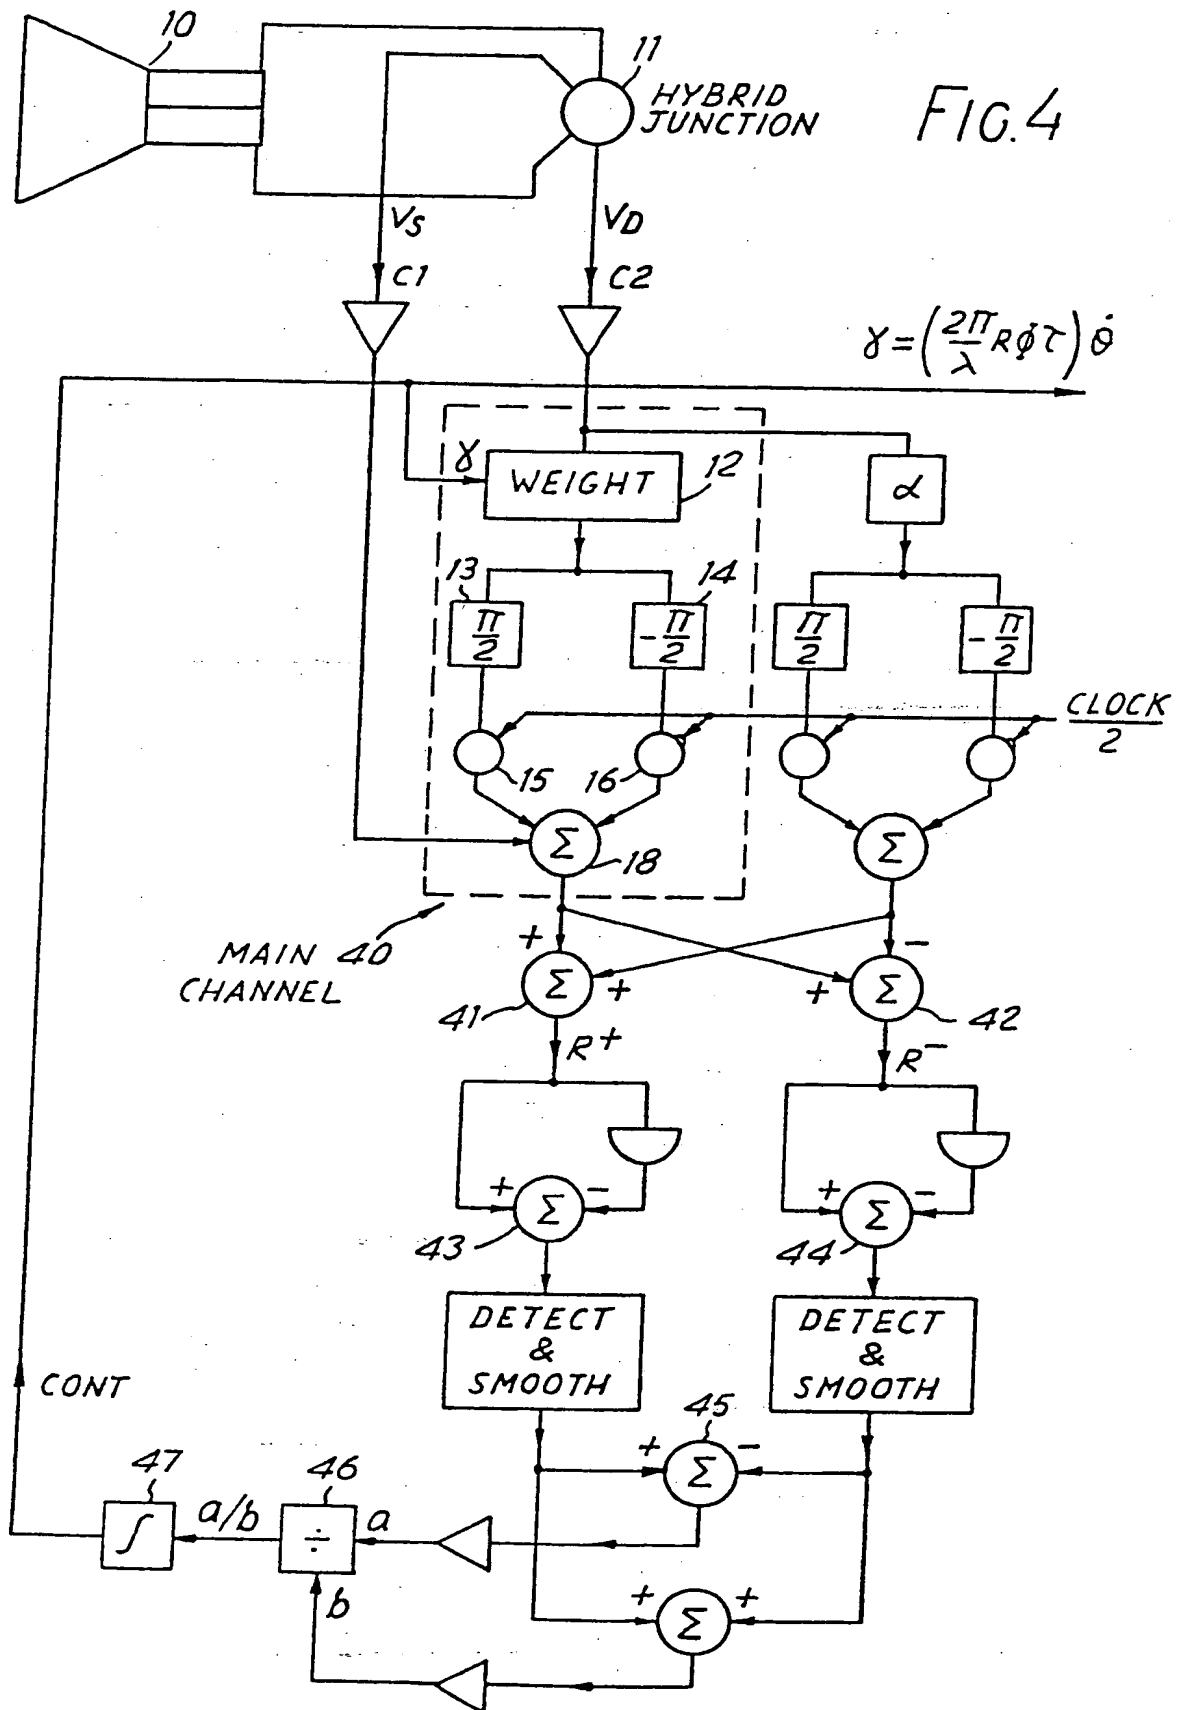 10
11
HYBRID
JUNCTION
FIG.4
VS
VD
C1
C2
γ = (2π/λ RΦτ) θ̇
γ
WEIGHT
12
α
13
14
π/2
-π/2
π/2
-π/2
CLOCK/2
15
16
Σ
18
Σ
MAIN 40
CHANNEL
+
-
Σ
+
+
Σ
41
42
R+
R-
+
-
+
-
Σ
Σ
43
44
DETECT
&
SMOOTH
DETECT
&
SMOOTH
CONT
45
+
-
Σ
47
46
∫
a/b
÷
a
b
+
+
Σ